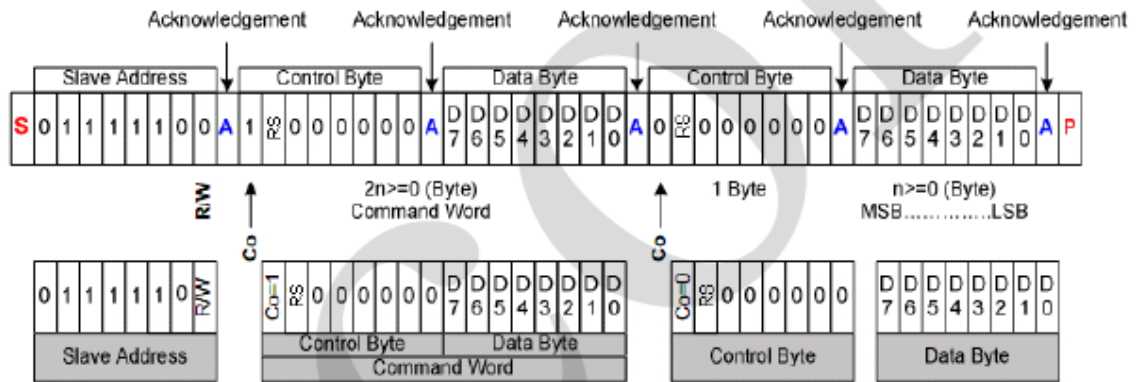 Acknowledgement Acknowledgement Acknowledgement Acknowledgement Acknowledgement
Slave Address Control Byte Data Byte Control Byte Data Byte
S 0 1 1 1 1 1 0 0 A 1 RS 0 0 0 0 0 0 A D7 D6 D5 D4 D3 D2 D1 D0 A 0 RS 0 0 0 0 0 0 A D7 D6 D5 D4 D3 D2 D1 D0 A P
R/W Co 2n>=0 (Byte) Co 1 Byte n>=0 (Byte)
Command Word MSB..............LSB
0 1 1 1 1 1 0 R/W Co=1 RS 0 0 0 0 0 0 D7 D6 D5 D4 D3 D2 D1 D0 Co=0 RS 0 0 0 0 0 0 D7 D6 D5 D4 D3 D2 D1 D0
Slave Address Control Byte Data Byte Control Byte Data Byte
Command Word